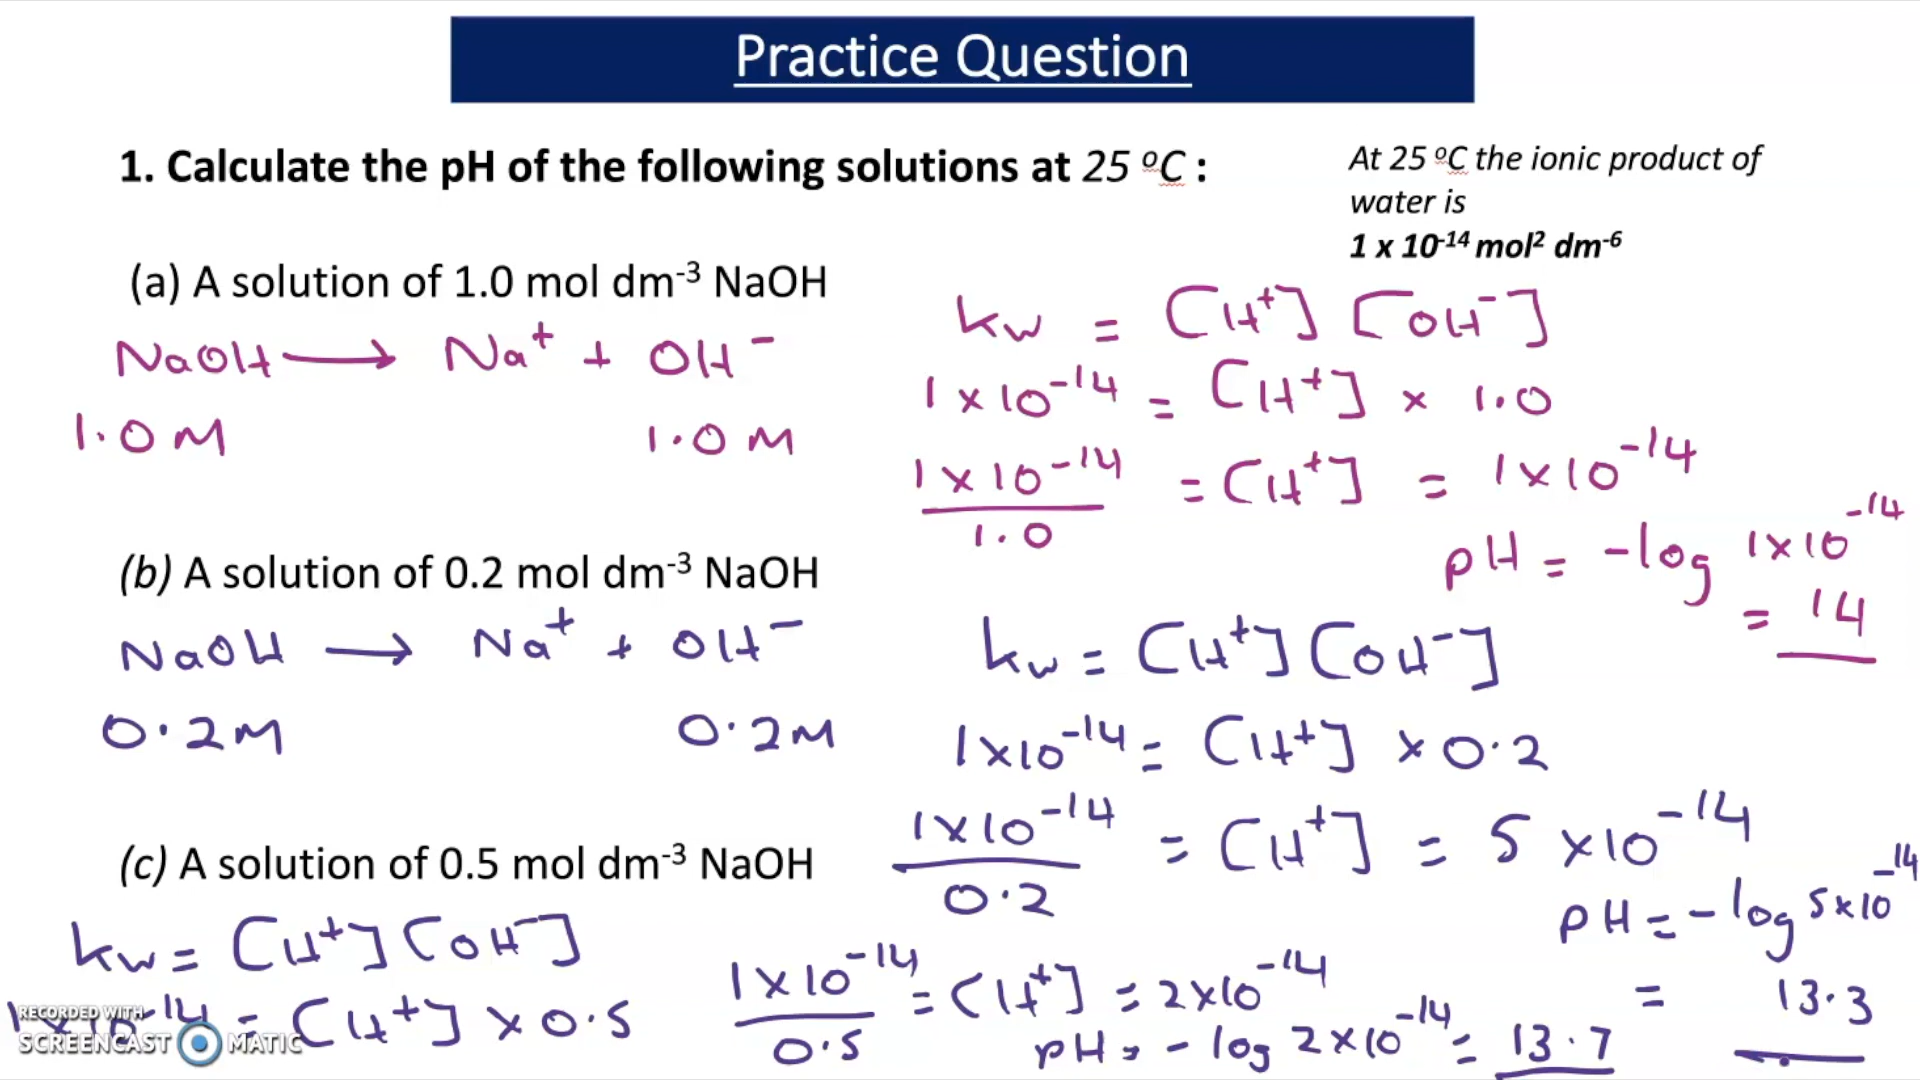 Practice Question
1. Calculate the pH of the following solutions at 25 ºC :
At 25 ºC the ionic product of
water is
1 x 10⁻¹⁴ mol² dm⁻⁶
(a) A solution of 1.0 mol dm⁻³ NaOH
NaOH → Na⁺ + OH⁻
1.0 M 1.0 M
kw = [H⁺] [OH⁻]
1 x 10⁻¹⁴ = [H⁺] x 1.0
1 x 10⁻¹⁴ / 1.0 = [H⁺] = 1 x 10⁻¹⁴
pH = -log 1x10⁻¹⁴
= 14
(b) A solution of 0.2 mol dm⁻³ NaOH
NaOH → Na⁺ + OH⁻
0.2 M 0.2 M
kw = [H⁺] [OH⁻]
1x10⁻¹⁴ = [H⁺] x 0.2
1x10⁻¹⁴ / 0.2 = [H⁺] = 5 x10⁻¹⁴
pH = -log 5x10⁻¹⁴
= 13.3
(c) A solution of 0.5 mol dm⁻³ NaOH
kw = [H⁺] [OH⁻]
1x10⁻¹⁴ = [H⁺] x 0.5
1x10⁻¹⁴ / 0.5 = [H⁺] = 2x10⁻¹⁴
pH = -log 2x10⁻¹⁴ = 13.7
RECORDED WITH
SCREENCAST MATIC